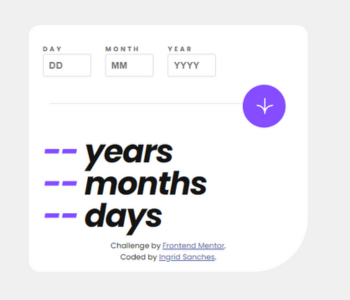 DAY MONTH YEAR
DD MM YYYY
-- years
-- months
-- days
Challenge by Frontend Mentor.
Coded by Ingrid Sanches.